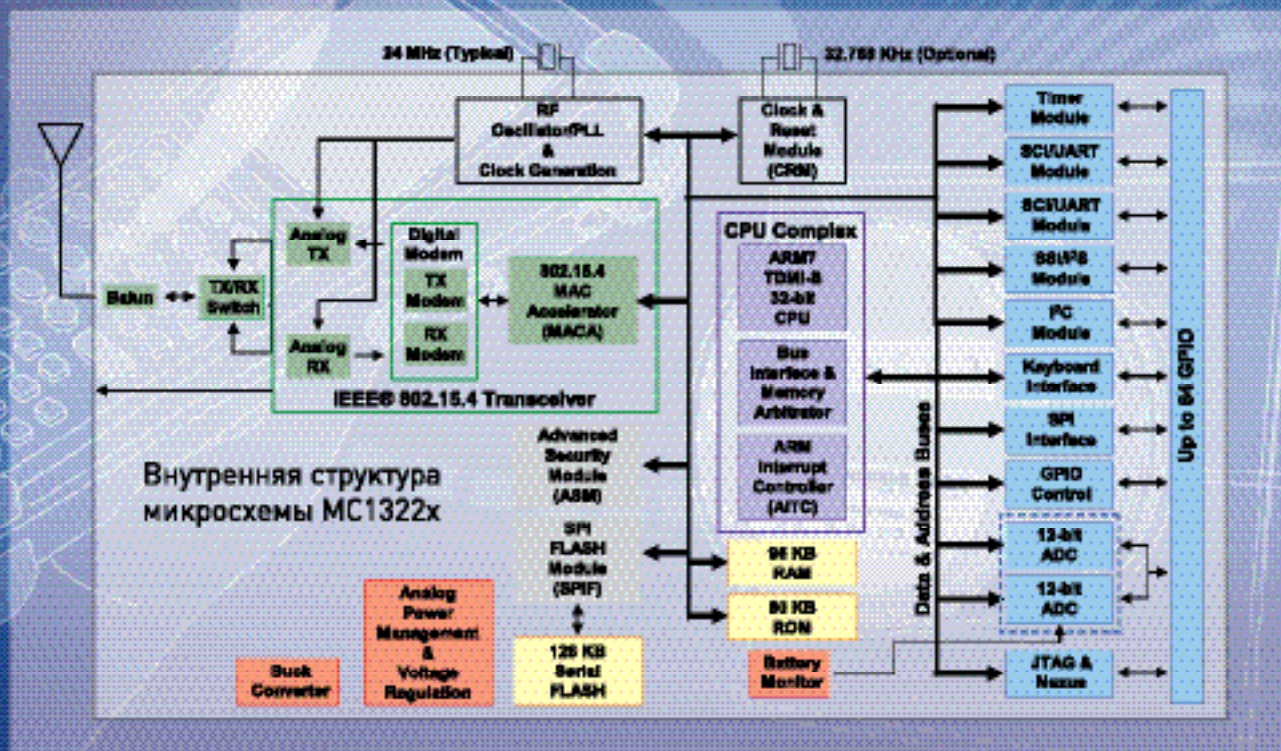 24 MHz (Typical)
32.768 KHz (Optional)
RF
Oscillator/PLL
&
Clock Generation
Clock &
Reset
Module
(CRM)
Timer
Module
SCI/UART
Module
SCI/UART
Module
SSI/I²S
Module
I²C
Module
Keyboard
Interface
SPI
Interface
GPIO
Control
12-bit
ADC
12-bit
ADC
JTAG &
Nexus
Up to 64 GPIO
Data & Address Buses
CPU Complex
ARM7
TDMI-S
32-bit
CPU
Bus
Interface &
Memory
Arbitrator
ARM
Interrupt
Controller
(AITC)
Balun
TX/RX
Switch
Analog
TX
Analog
RX
Digital
Modem
TX
Modem
RX
Modem
802.15.4
MAC
Accelerator
(MACA)
IEEE® 802.15.4 Transceiver
Внутренняя структура
микросхемы MC1322x
Advanced
Security
Module
(ASM)
SPI
FLASH
Module
(SPIF)
96 KB
RAM
80 KB
ROM
Analog
Power
Management
&
Voltage
Regulation
Buck
Converter
128 KB
Serial
FLASH
Battery
Monitor